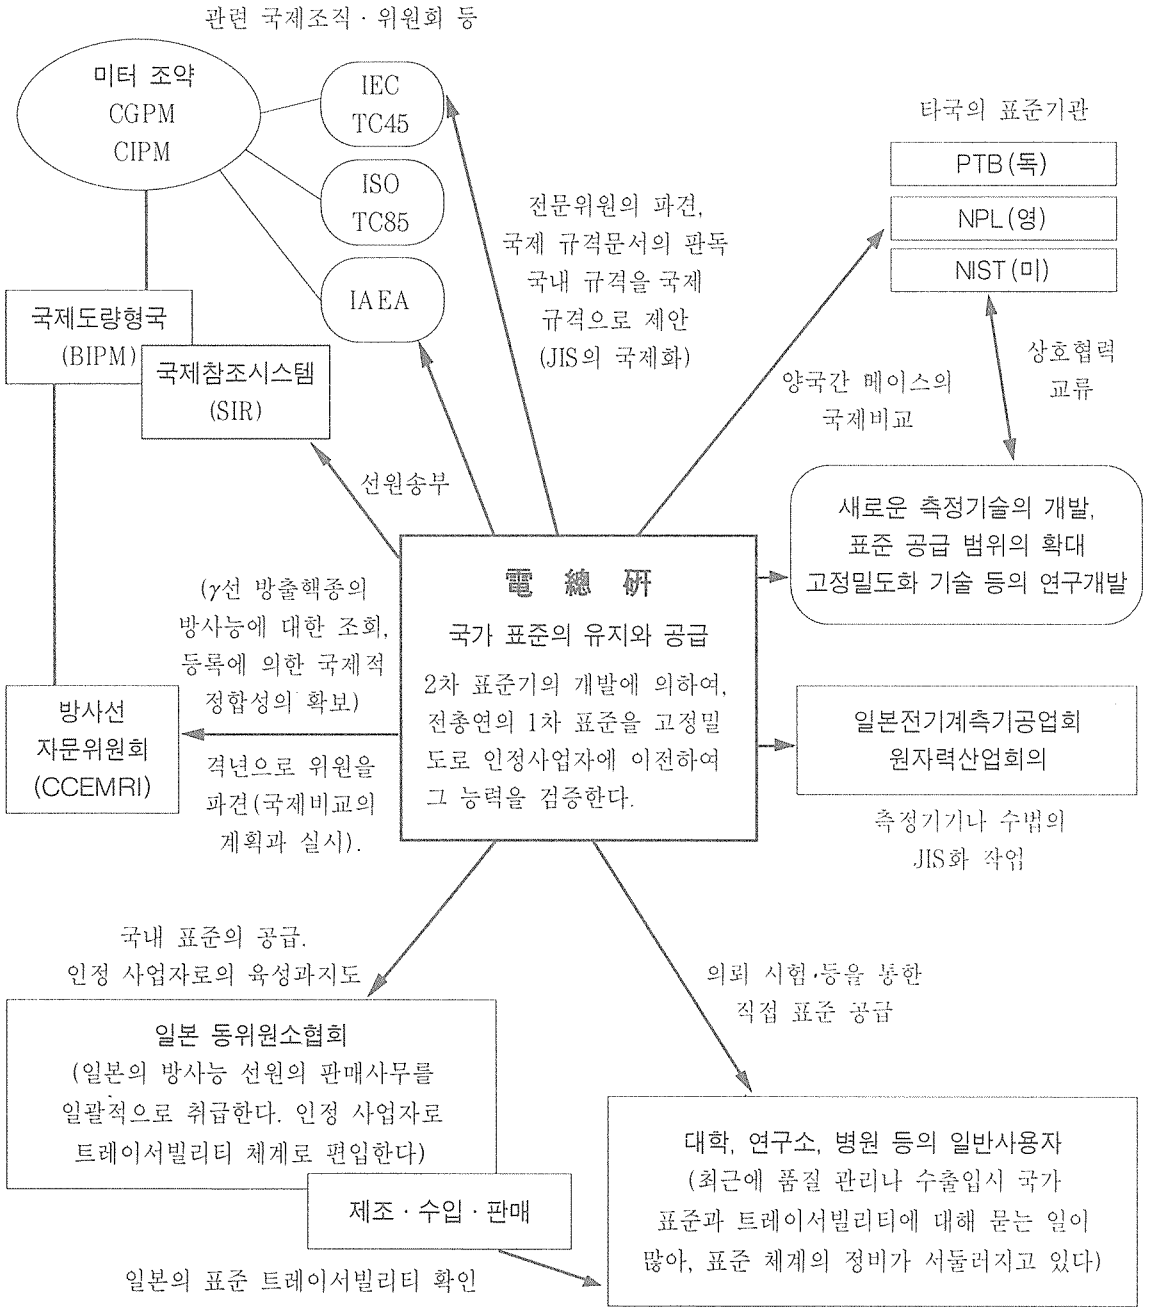 관련 국제조직 · 위원회 등
미터 조약
CGPM
CIPM
IEC
TC45
ISO
TC85
IAEA
국제도량형국
(BIPM)
국제참조시스템
(SIR)
전문위원의 파견,
국제 규격문서의 판독
국내 규격을 국제
규격으로 제안
(JIS의 국제화)
타국의 표준기관
PTB(독)
NPL(영)
NIST(미)
상호협력
교류
양국간 메이스의
국제비교
선원송부
새로운 측정기술의 개발,
표준 공급 범위의 확대
고정밀도화 기술 등의 연구개발
電 總 硏
국가 표준의 유지와 공급
2차 표준기의 개발에 의하여,
전총연의 1차 표준을 고정밀
도로 인정사업자에 이전하여
그 능력을 검증한다.
(γ선 방출핵종의
방사능에 대한 조회,
등록에 의한 국제적
정합성의 확보)
방사선
자문위원회
(CCEMRI)
격년으로 위원을
파견(국제비교의
계획과 실시).
일본전기계측기공업회
원자력산업회의
측정기기나 수법의
JIS화 작업
국내 표준의 공급.
인정 사업자로의 육성과지도
일본 동위원소협회
(일본의 방사능 선원의 판매사무를
일괄적으로 취급한다. 인정 사업자로
트레이서빌리티 체계로 편입한다)
제조 · 수입 · 판매
일본의 표준 트레이서빌리티 확인
의뢰 시험·등을 통한
직접 표준 공급
대학, 연구소, 병원 등의 일반사용자
(최근에 품질 관리나 수출입시 국가
표준과 트레이서빌리티에 대해 묻는 일이
많아, 표준 체계의 정비가 서둘러지고 있다)